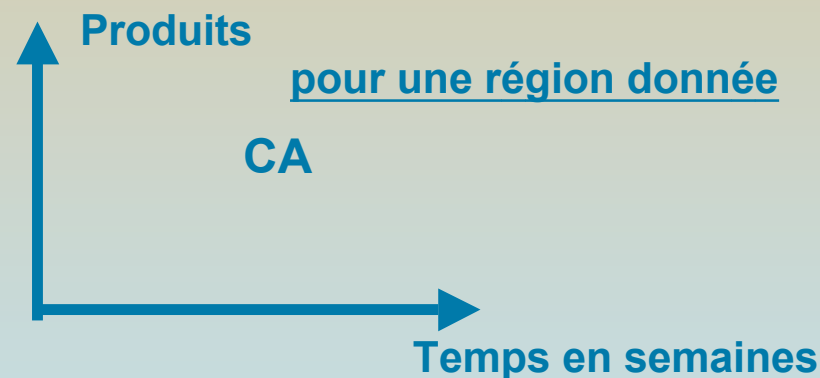 Produits
pour une région donnée
CA
Temps en semaines